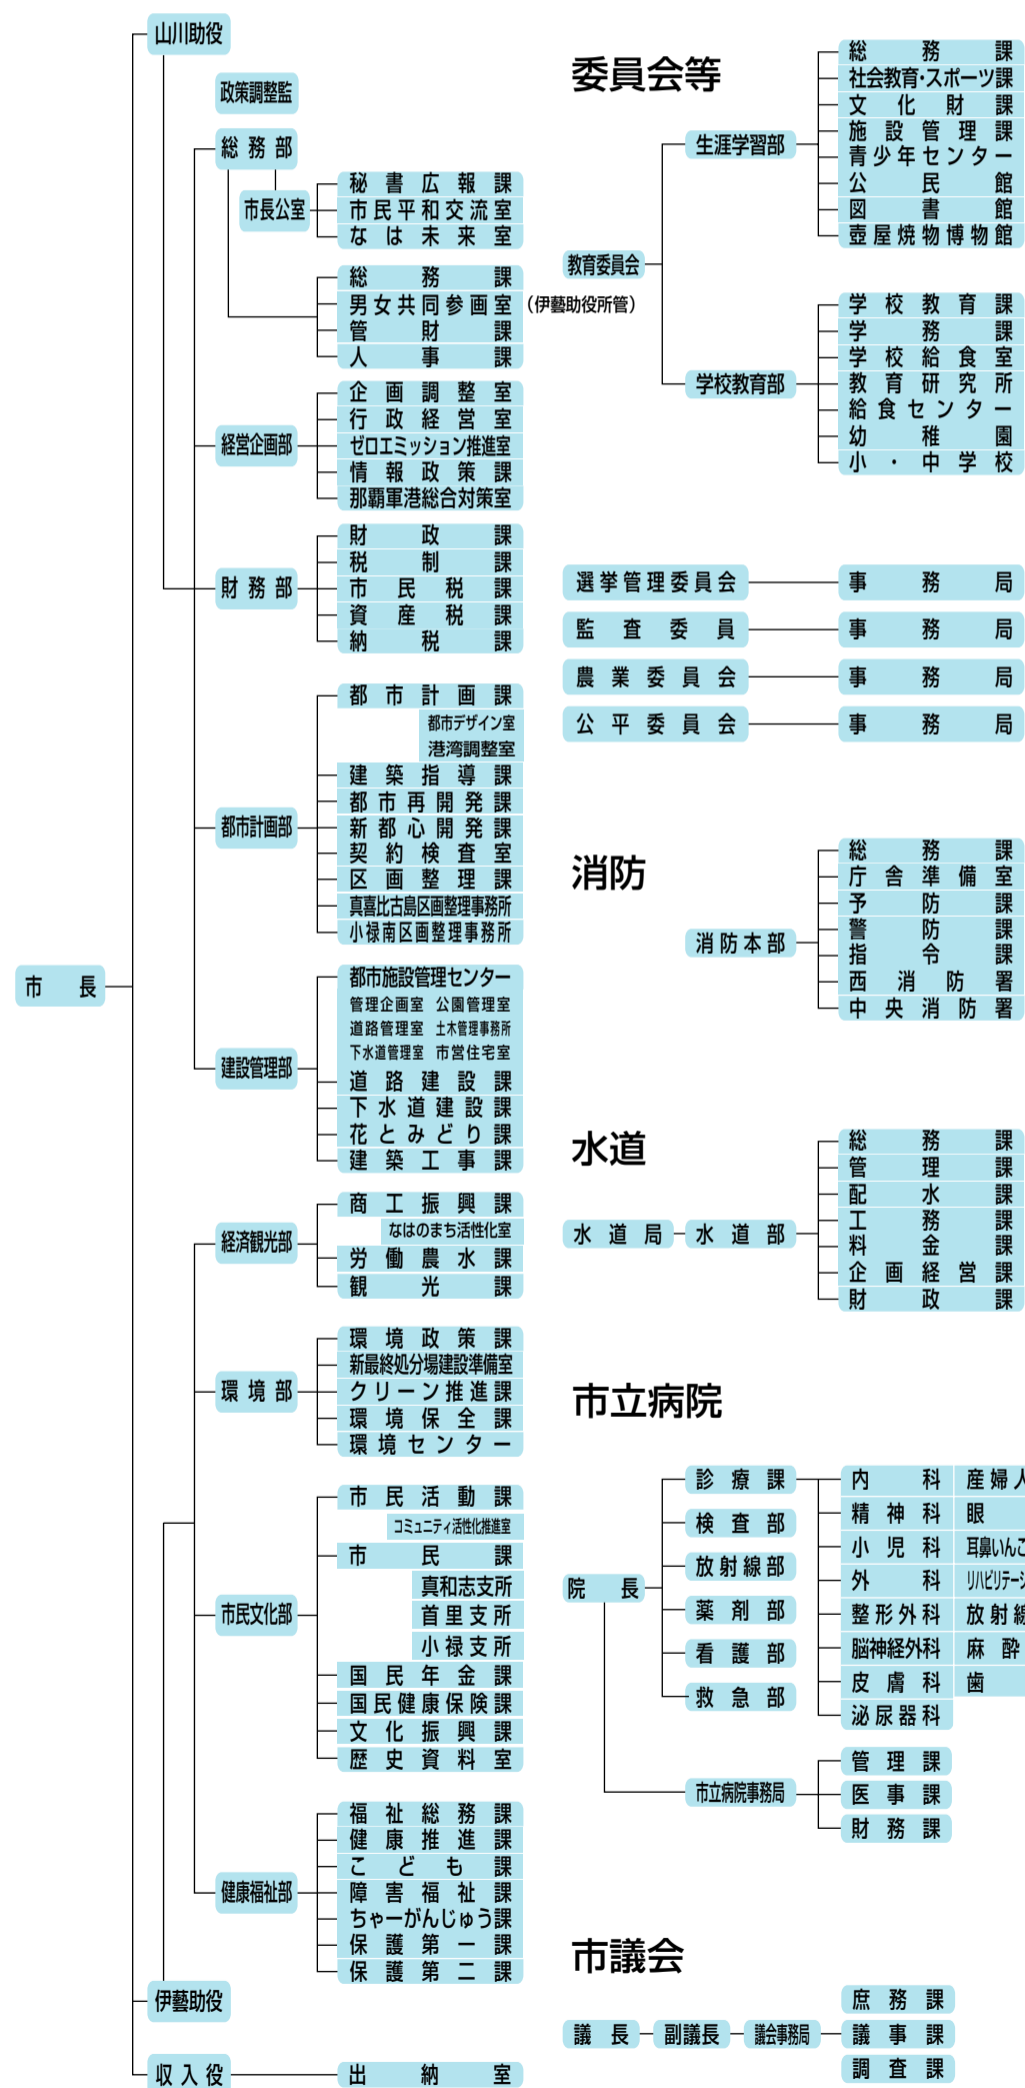 市長
山川助役
政策調整監
総務部
市長公室
秘書広報課
市民平和交流室
なは未来室
総務課
男女共同参画室（伊藝助役所管）
管財課
人事課
経営企画部
企画調整室
行政経営室
ゼロエミッション推進室
情報政策課
那覇軍港総合対策室
財務部
財政課
税制課
市民税課
資産税課
納税課
都市計画部
都市計画課
都市デザイン室
港湾調整室
建築指導課
都市再開発課
新都心開発課
契約検査室
区画整理課
真喜比古島区画整理事務所
小禄南区画整理事務所
建設管理部
都市施設管理センター
管理企画室 公園管理室
道路管理室 土木管理事務所
下水道管理室 市営住宅室
道路建設課
下水道建設課
花とみどり課
建築工事課
経済観光部
商工振興課
なはのまち活性化室
労働農水課
観光課
環境部
環境政策課
新最終処分場建設準備室
クリーン推進課
環境保全課
環境センター
市民文化部
市民活動課
コミュニティ活性化推進室
市民課
真和志支所
首里支所
小禄支所
国民年金課
国民健康保険課
文化振興課
歴史資料室
健康福祉部
福祉総務課
健康推進課
こども課
障害福祉課
ちゃーがんじゅう課
保護第一課
保護第二課
伊藝助役
収入役
出納室
委員会等
教育委員会
生涯学習部
総務課
社会教育・スポーツ課
文化財課
施設管理課
青少年センター
公民館
図書館
壺屋焼物博物館
学校教育部
学校教育課
学務課
学校給食室
教育研究所
給食センター
幼稚園
小・中学校
選挙管理委員会 事務局
監査委員 事務局
農業委員会 事務局
公平委員会 事務局
消防
消防本部
総務課
庁舎準備室
予防課
警防課
指令課
西消防署
中央消防署
水道
水道局
水道部
総務課
管理課
配水課
工務課
料金課
企画経営課
財政課
市立病院
院長
診療課
検査部
放射線部
薬剤部
看護部
救急部
内科 産婦人
精神科 眼
小児科 耳鼻いんこ
外科 リハビリテーシ
整形外科 放射線
脳神経外科 麻酔
皮膚科 歯
泌尿器科
市立病院事務局
管理課
医事課
財務課
市議会
議長
副議長
議会事務局
庶務課
議事課
調査課